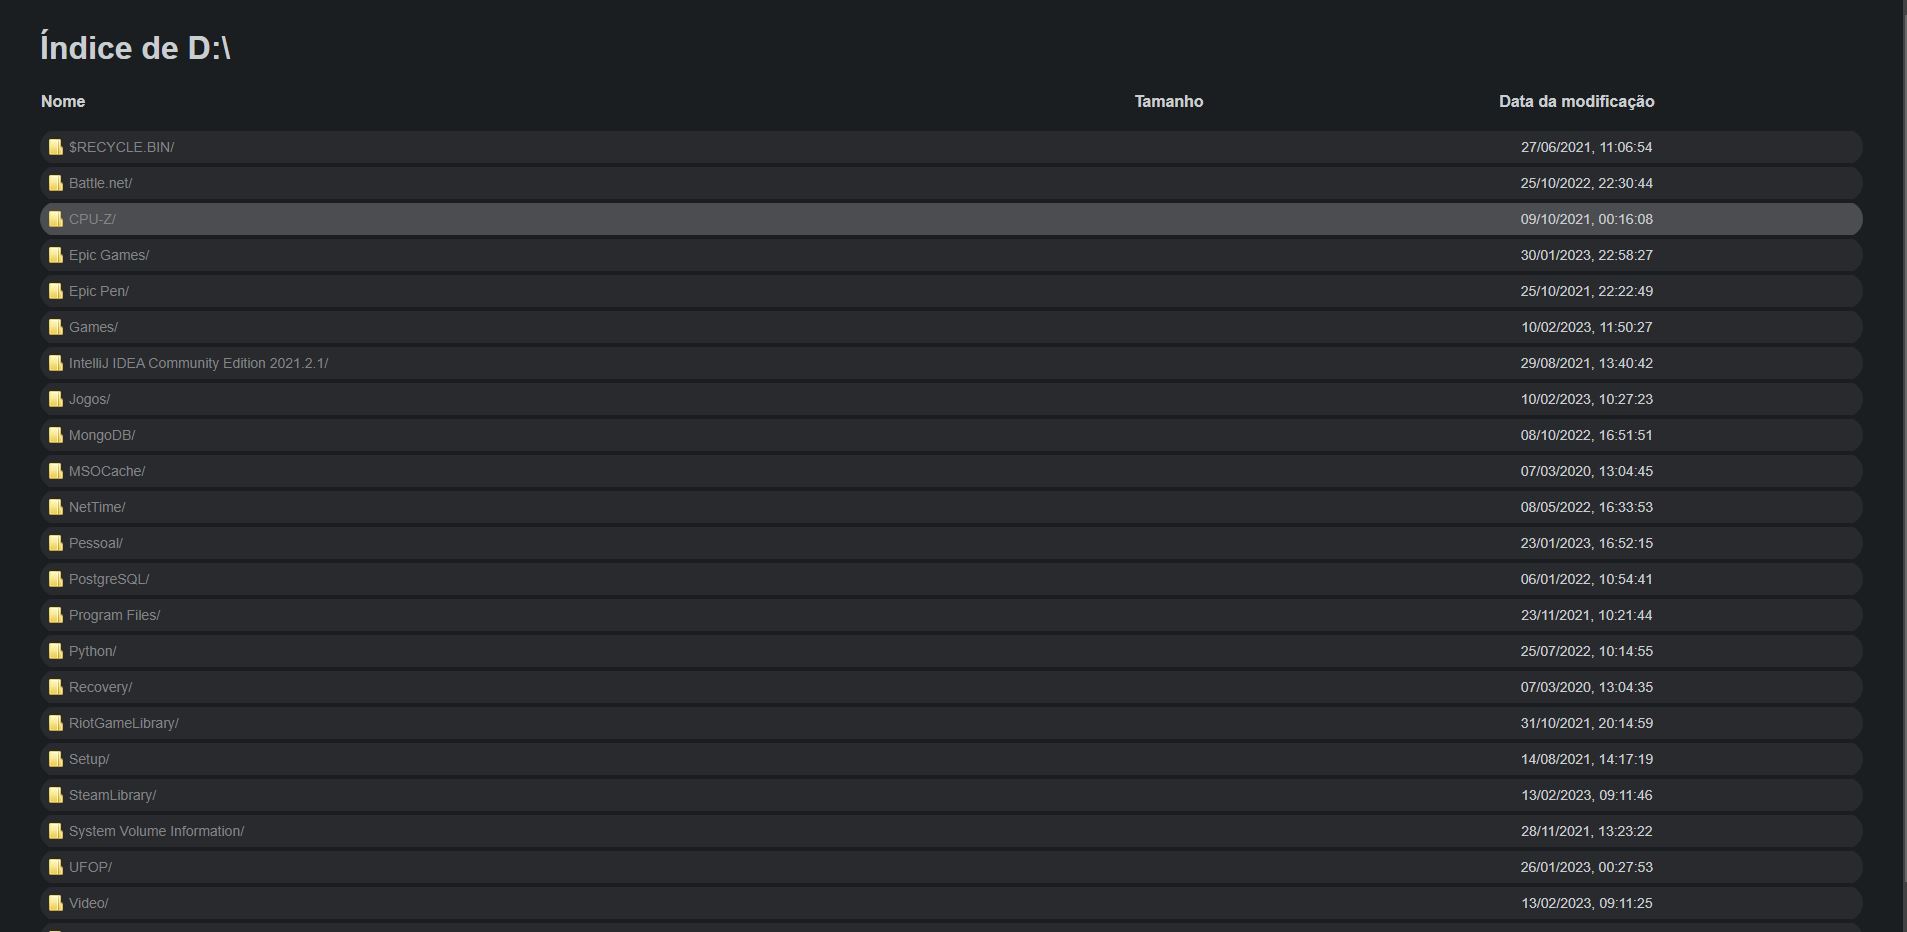 Índice de D:\
Nome Tamanho Data da modificação
$RECYCLE.BIN/ 27/06/2021, 11:06:54
Battle.net/ 25/10/2022, 22:30:44
CPU-Z/ 09/10/2021, 00:16:08
Epic Games/ 30/01/2023, 22:58:27
Epic Pen/ 25/10/2021, 22:22:49
Games/ 10/02/2023, 11:50:27
IntelliJ IDEA Community Edition 2021.2.1/ 29/08/2021, 13:40:42
Jogos/ 10/02/2023, 10:27:23
MongoDB/ 08/10/2022, 16:51:51
MSOCache/ 07/03/2020, 13:04:45
NetTime/ 08/05/2022, 16:33:53
Pessoal/ 23/01/2023, 16:52:15
PostgreSQL/ 06/01/2022, 10:54:41
Program Files/ 23/11/2021, 10:21:44
Python/ 25/07/2022, 10:14:55
Recovery/ 07/03/2020, 13:04:35
RiotGameLibrary/ 31/10/2021, 20:14:59
Setup/ 14/08/2021, 14:17:19
SteamLibrary/ 13/02/2023, 09:11:46
System Volume Information/ 28/11/2021, 13:23:22
UFOP/ 26/01/2023, 00:27:53
Video/ 13/02/2023, 09:11:25